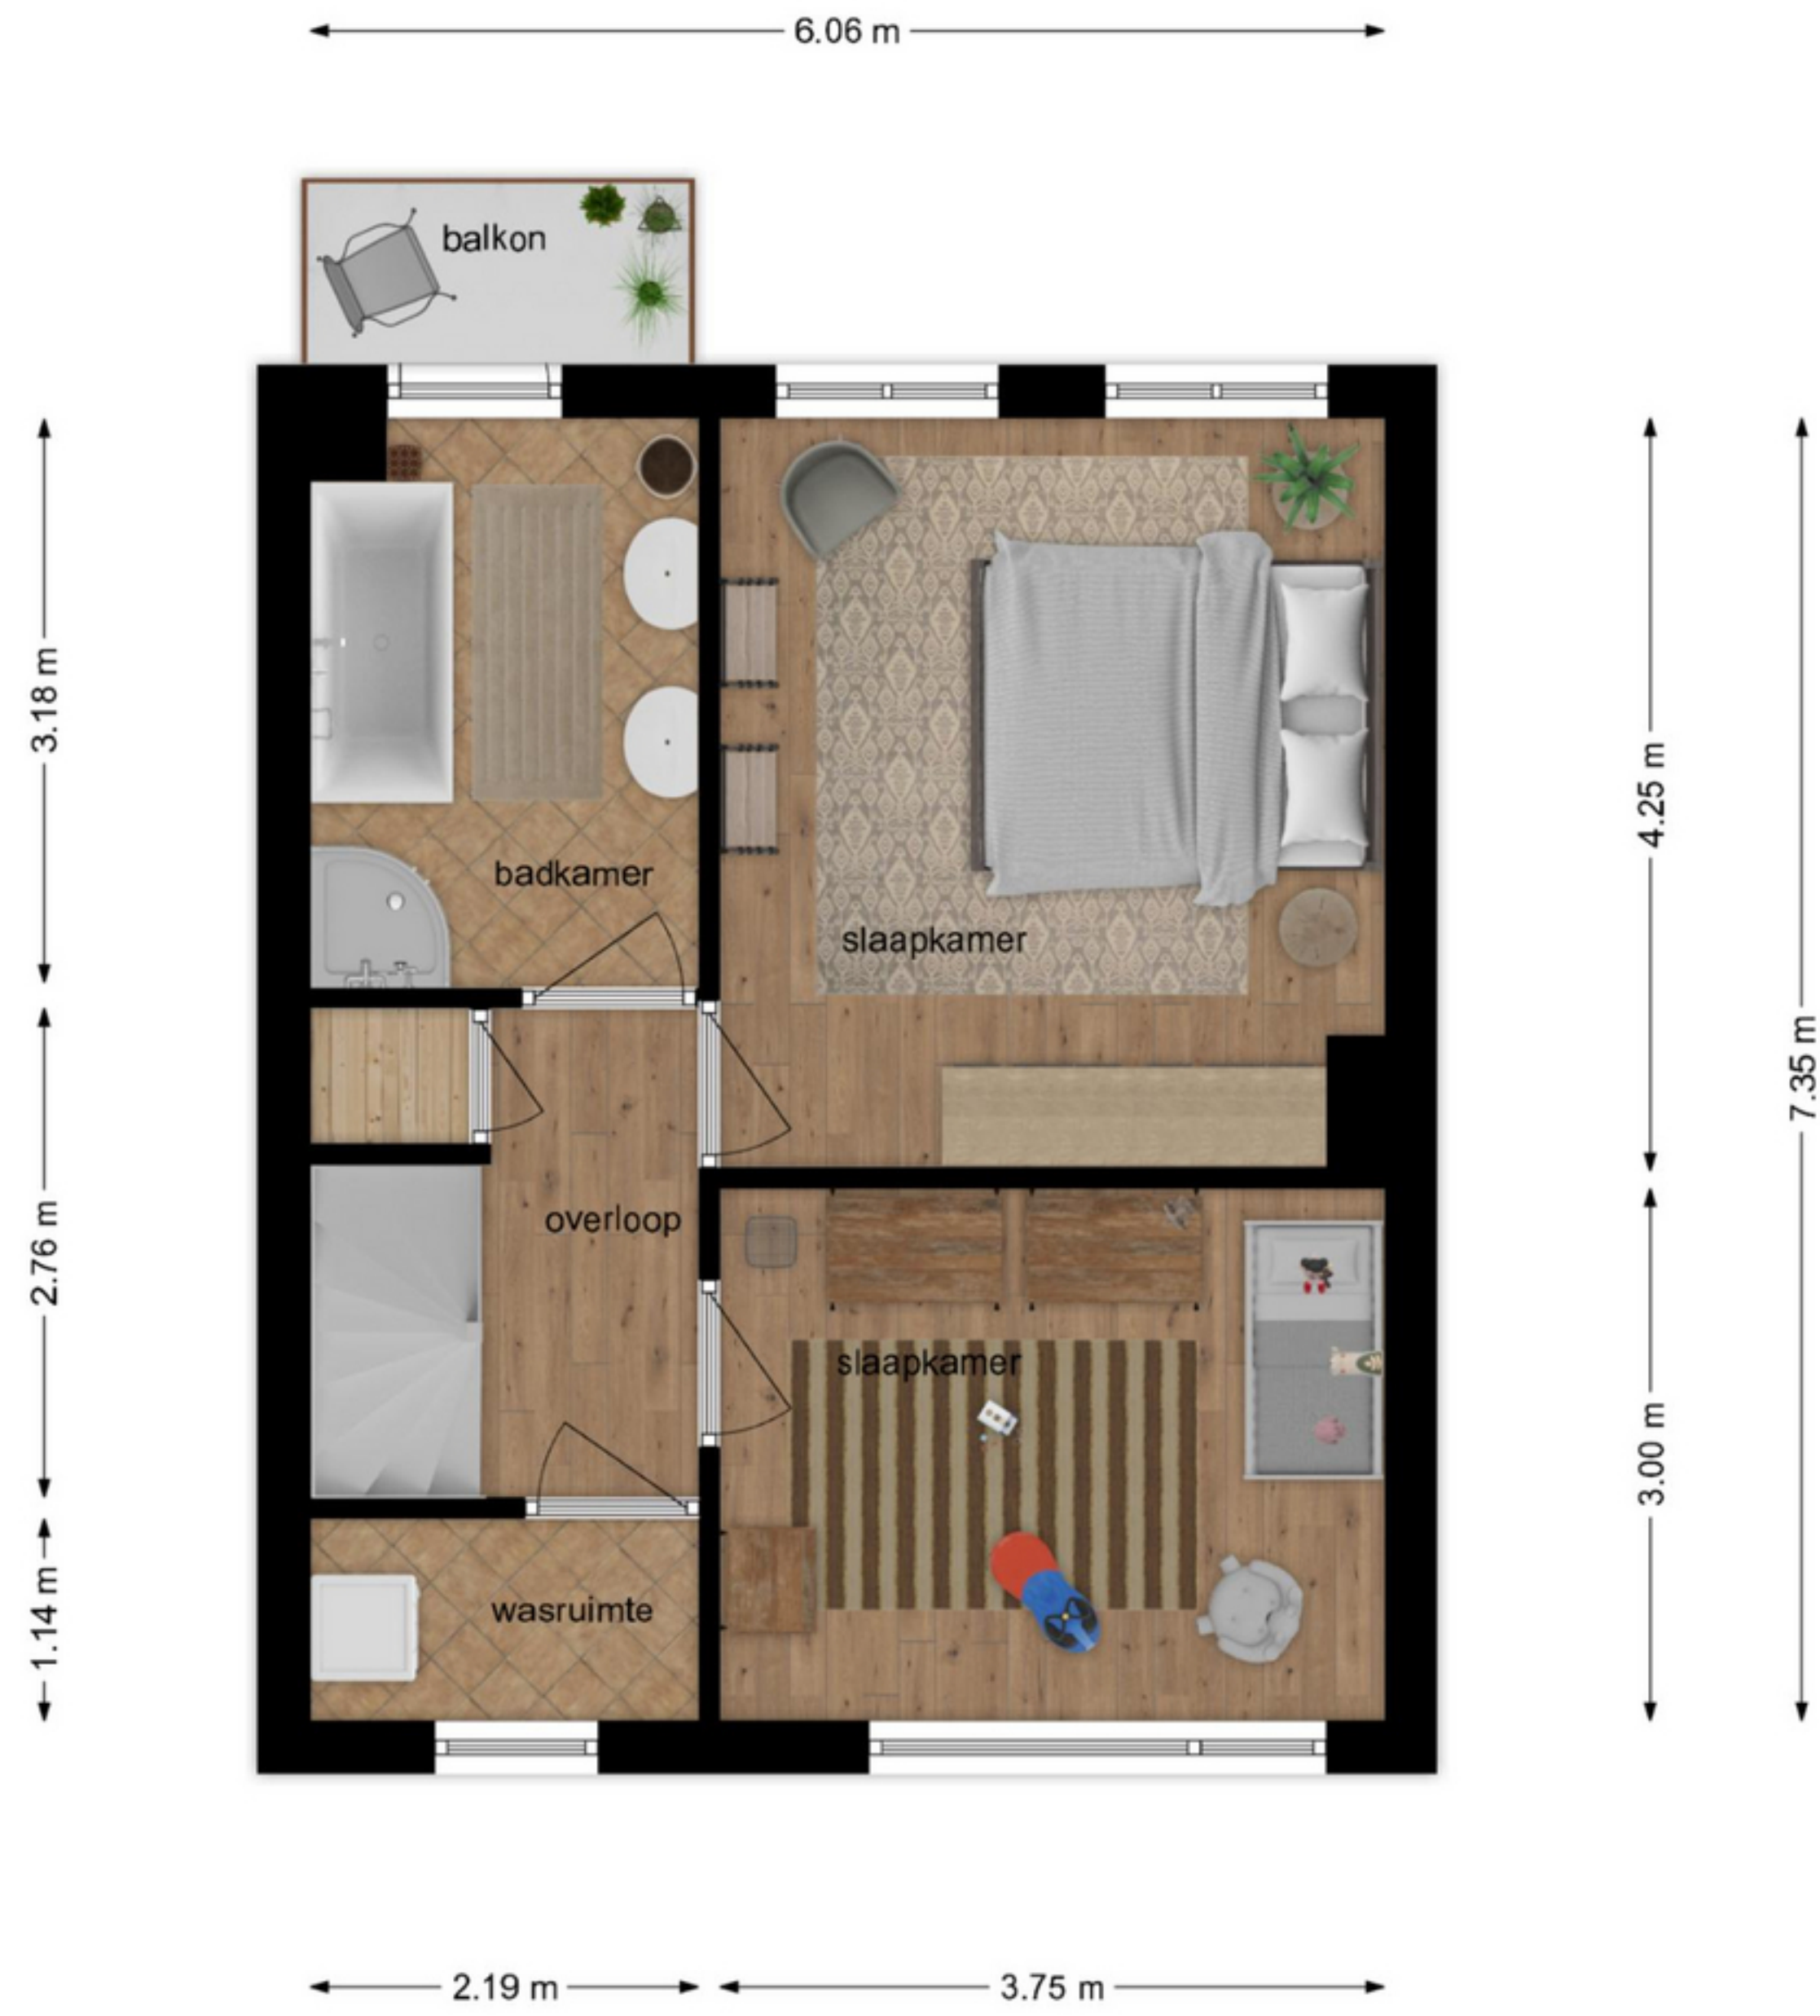 6.06 m
balkon
3.18 m
badkamer
slaapkamer
4.25 m
7.35 m
2.76 m
overloop
slaapkamer
3.00 m
1.14 m
wasruimte
2.19 m
3.75 m